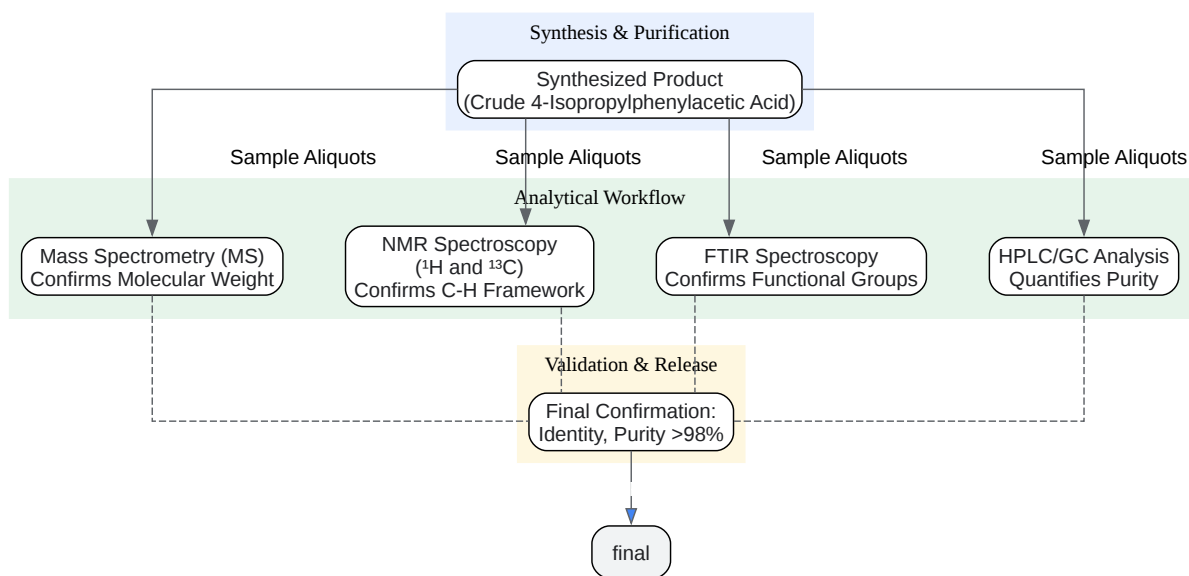 Synthesis & Purification
Synthesized Product
(Crude 4-Isopropylphenylacetic Acid)
Sample Aliquots
Sample Aliquots
Sample Aliquots
Sample Aliquots
Analytical Workflow
Mass Spectrometry (MS)
Confirms Molecular Weight
NMR Spectroscopy
(¹H and ¹³C)
Confirms C-H Framework
FTIR Spectroscopy
Confirms Functional Groups
HPLC/GC Analysis
Quantifies Purity
Validation & Release
Final Confirmation:
Identity, Purity >98%
final